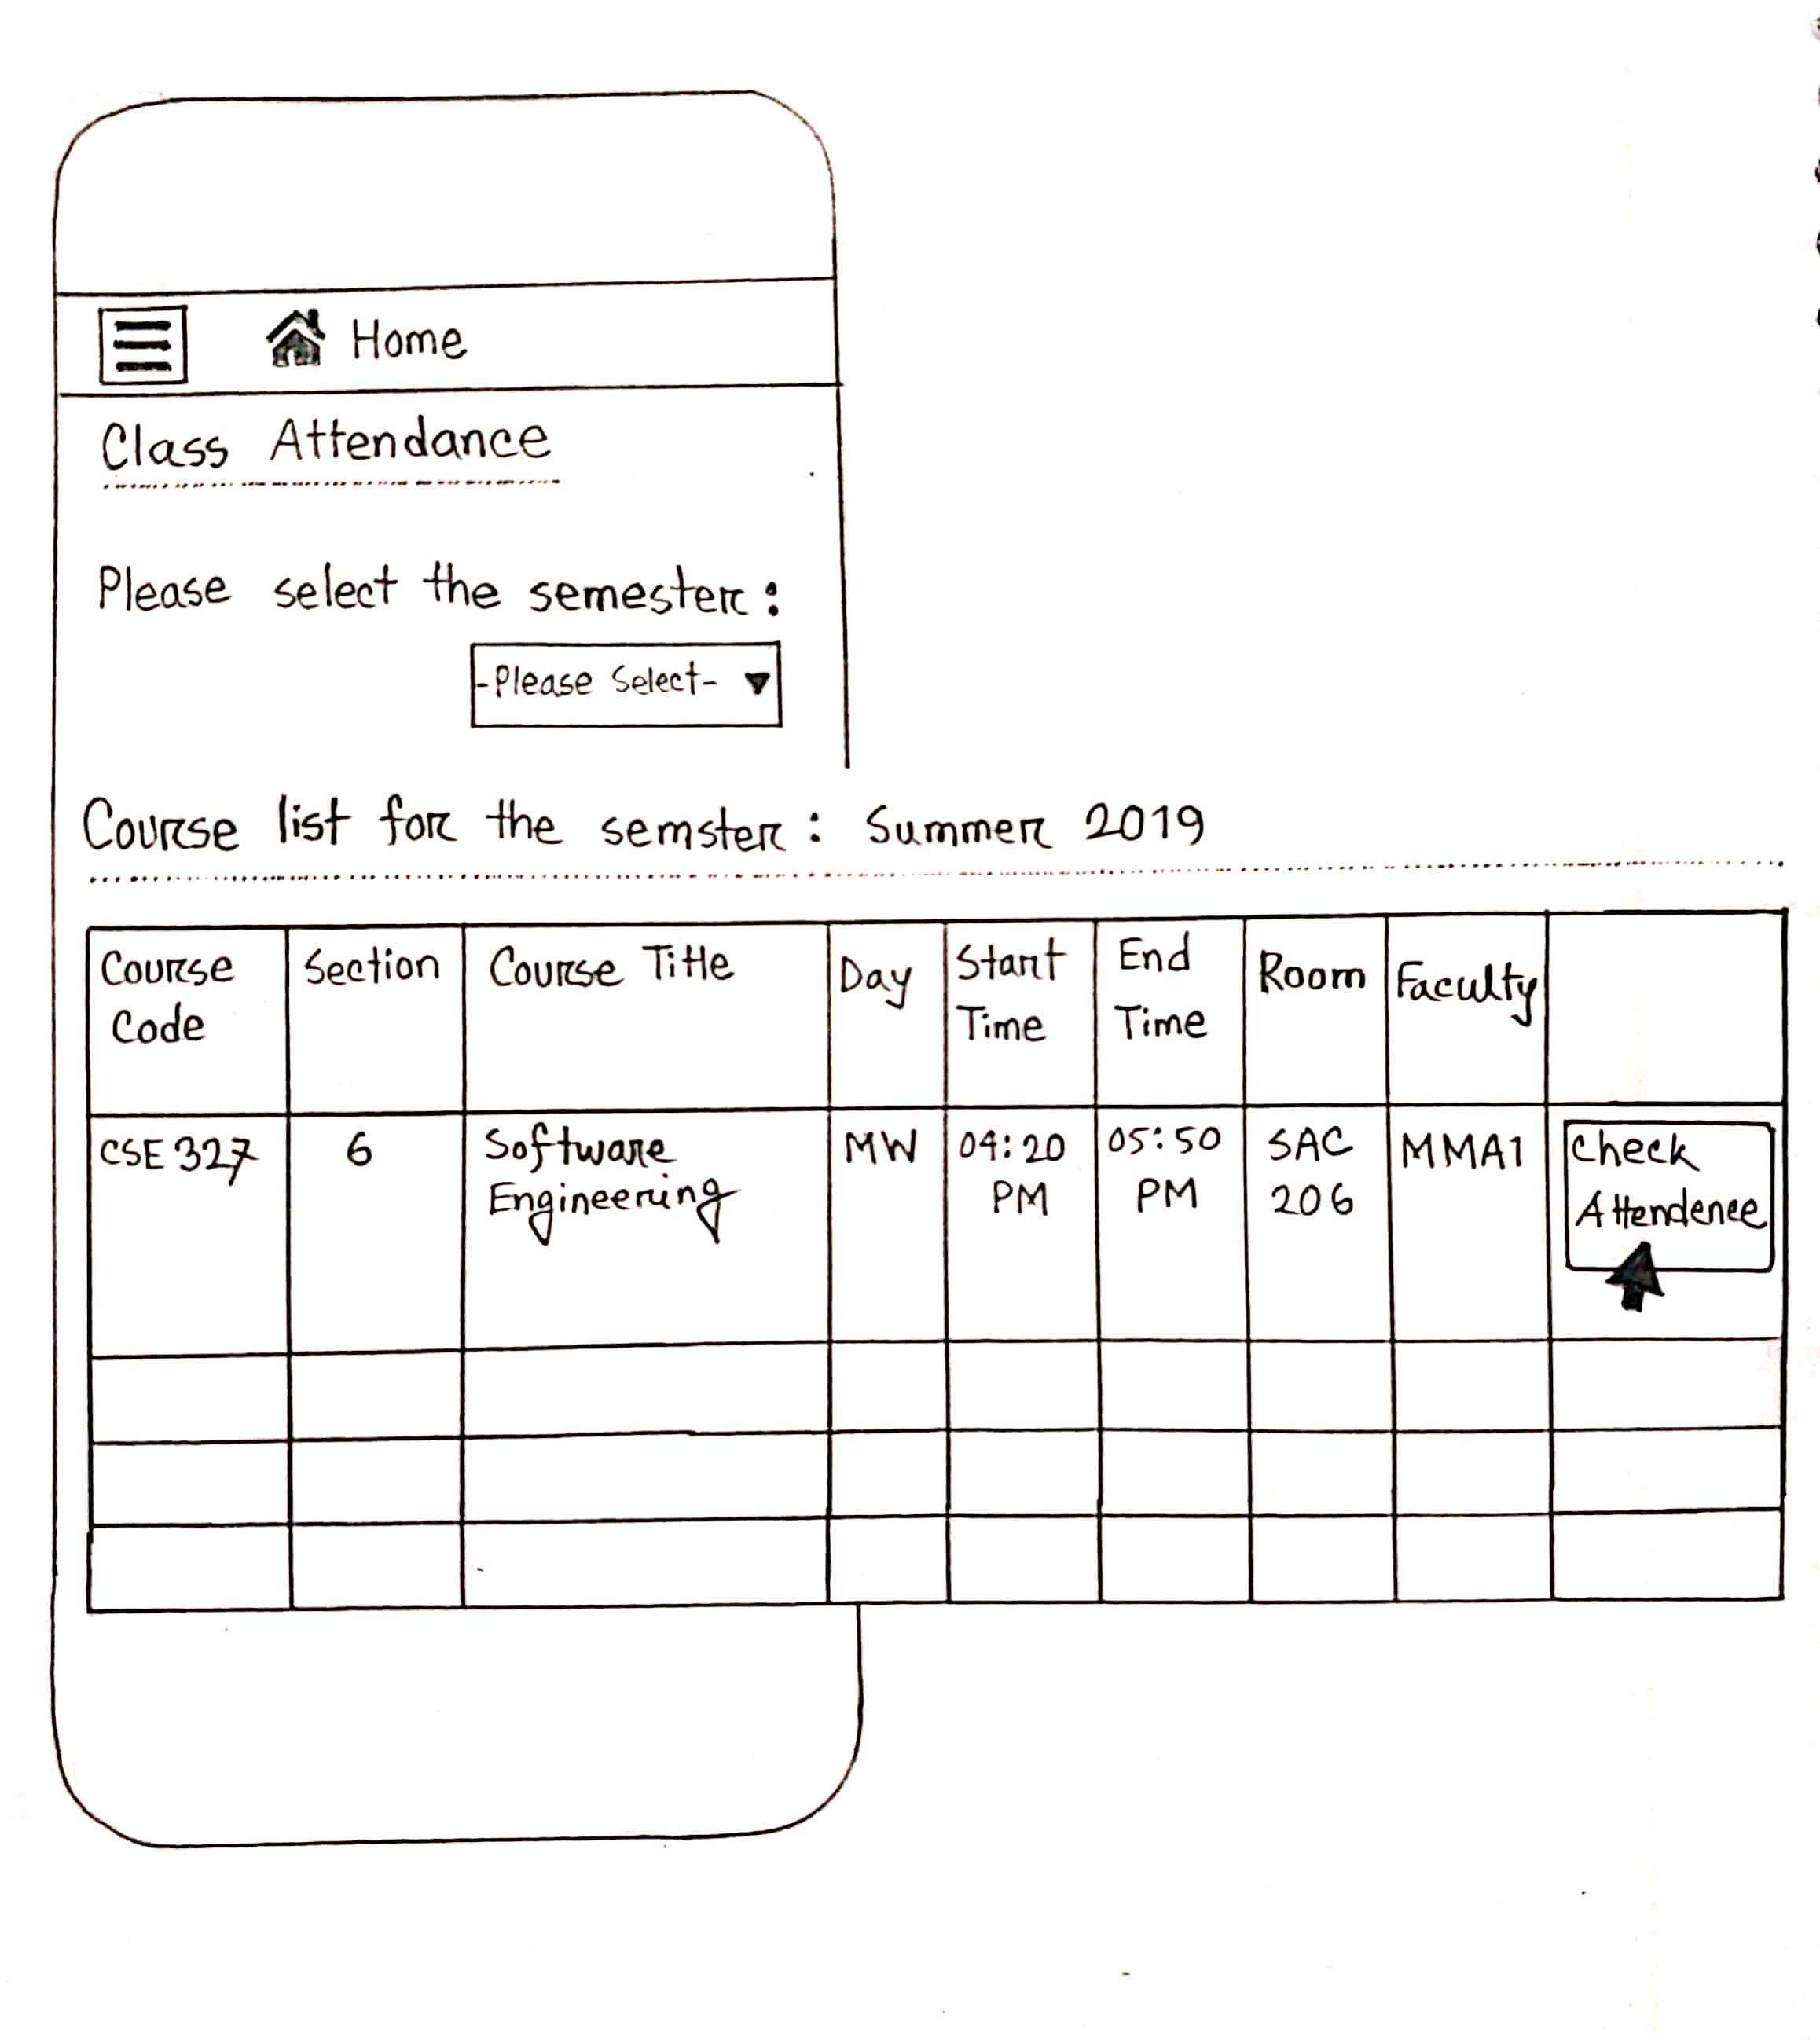 Home
Class Attendance
Please select the semester:
-Please Select-
Course list for the semster: Summer 2019
Course Code Section Course Title Day Start Time End Time Room Faculty
CSE 327 6 Software Engineering MW 04:20 PM 05:50 PM SAC 206 MMA1 Check Attendence